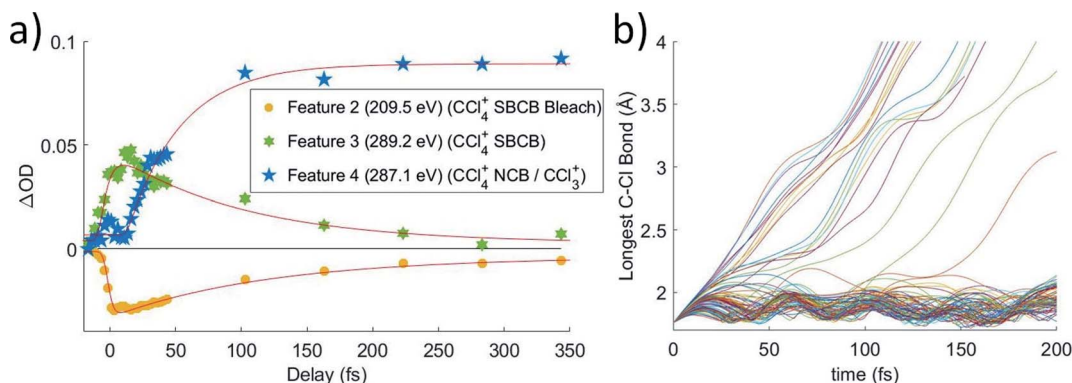 a)
0.1
0.05
0
ΔOD
Feature 2 (209.5 eV) (CCl₄⁺ SBCB Bleach)
Feature 3 (289.2 eV) (CCl₄⁺ SBCB)
Feature 4 (287.1 eV) (CCl₄⁺ NCB / CCl₃⁺)
0 50 100 150 200 250 300 350
Delay (fs)
b)
4
3.5
3
2.5
2
Longest C-Cl Bond (Å)
0 50 100 150 200
time (fs)